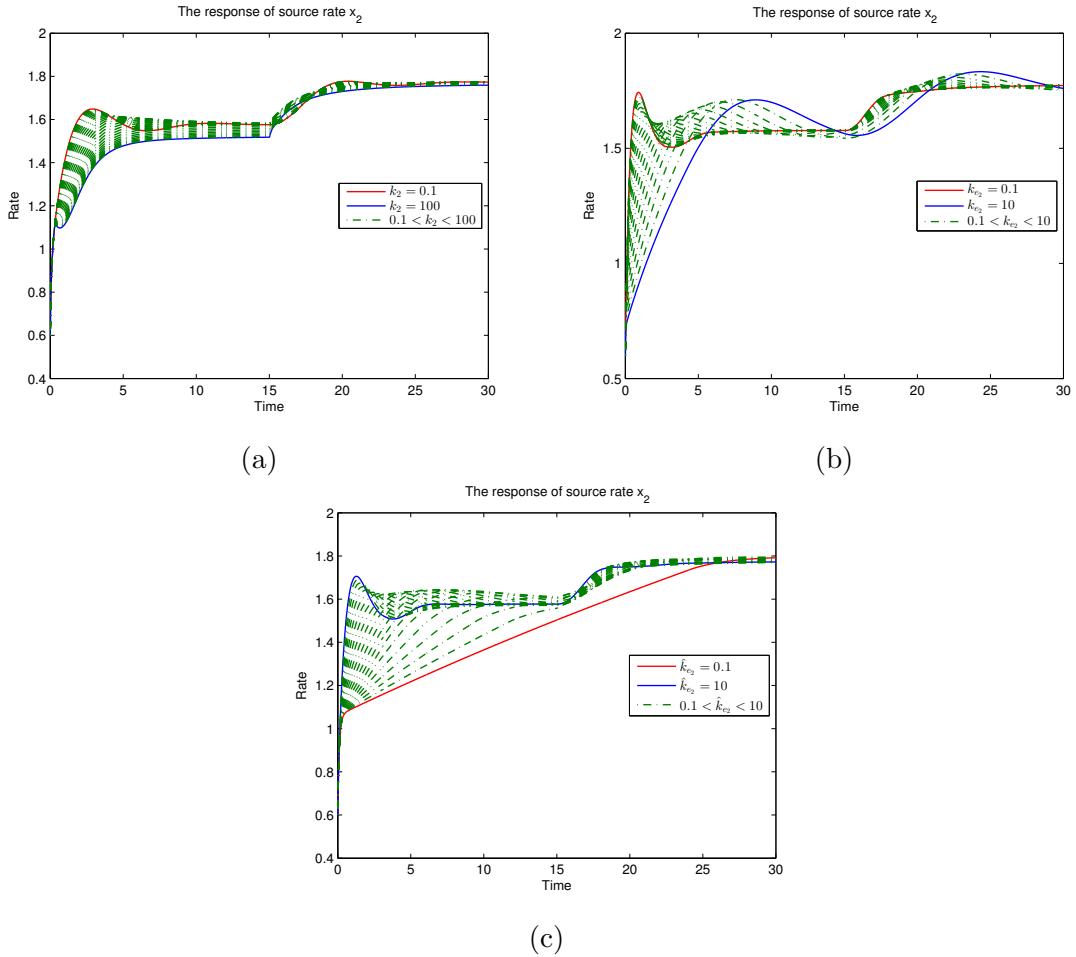 The response of source rate x_2
2
1.8
1.6
1.4
1.2
1
0.8
0.6
0.4
Rate
0 5 10 15 20 25 30
Time
k_2 = 0.1
k_2 = 100
0.1 < k_2 < 100
(a)
The response of source rate x_2
2
1.5
1
0.5
Rate
0 5 10 15 20 25 30
Time
k_{e_2} = 0.1
k_{e_2} = 10
0.1 < k_{e_2} < 10
(b)
The response of source rate x_2
2
1.8
1.6
1.4
1.2
1
0.8
0.6
0.4
Rate
0 5 10 15 20 25 30
Time
k̂_{e_2} = 0.1
k̂_{e_2} = 10
0.1 < k̂_{e_2} < 10
(c)